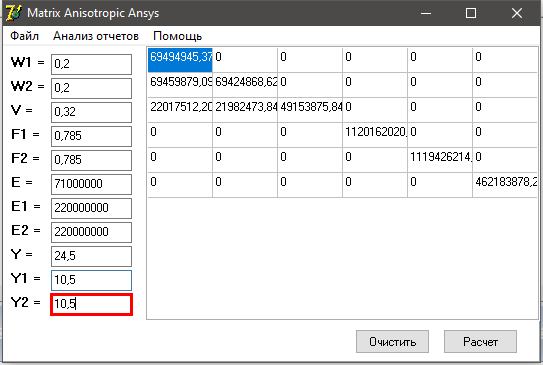 Matrix Anisotropic Ansys
Файл Анализ отчетов Помощь
W1 = 0,2
W2 = 0,2
V = 0,32
F1 = 0,785
F2 = 0,785
E = 71000000
E1 = 220000000
E2 = 220000000
Y = 24,5
Y1 = 10,5
Y2 = 10,5
69494945,37 0 0 0 0 0
69459879,09 69424868,62 0 0 0 0
22017512,20 21982473,84 49153875,84 0 0 0
0 0 0 1120162020, 0 0
0 0 0 0 1119426214, 0
0 0 0 0 0 462183878,2
Очистить Расчет